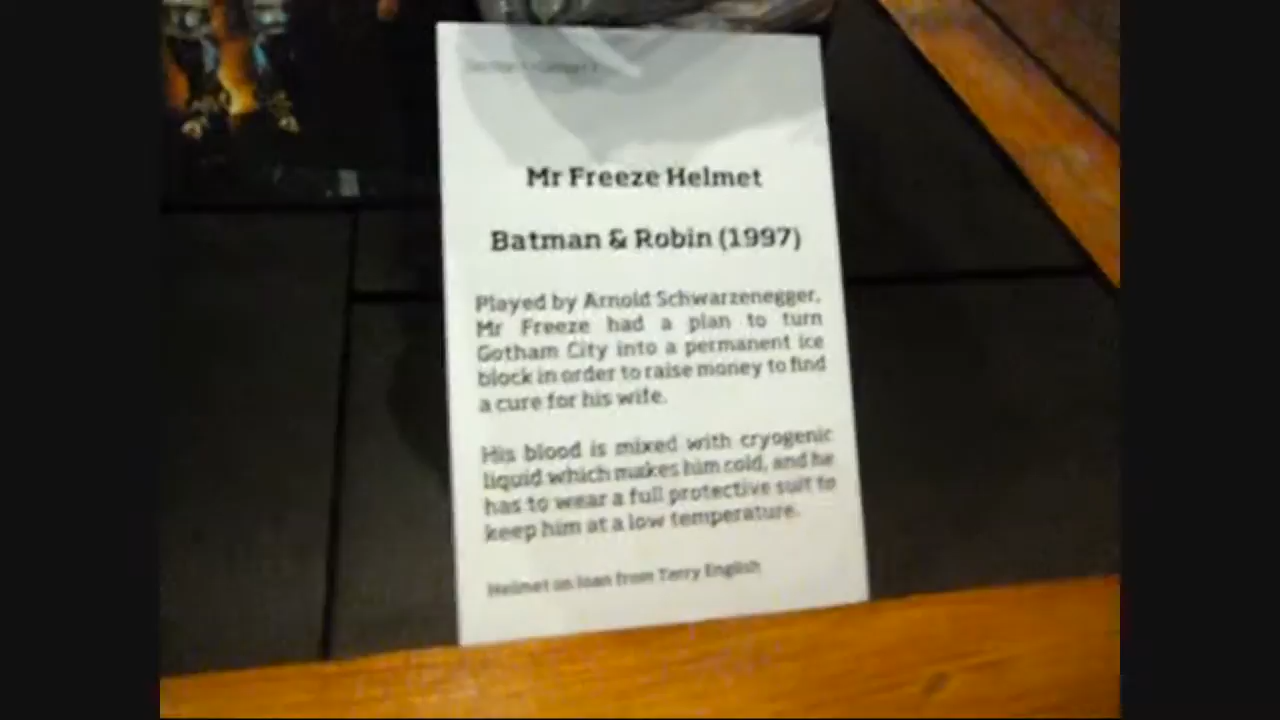 Mr Freeze Helmet
Batman & Robin (1997)
Played by Arnold Schwarzenegger,
Mr Freeze had a plan to turn
Gotham City into a permanent ice
block in order to raise money to find
a cure for his wife.
His blood is mixed with cryogenic
liquid which makes him cold, and he
has to wear a full protective suit to
keep him at a low temperature.
Helmet on loan from Terry English